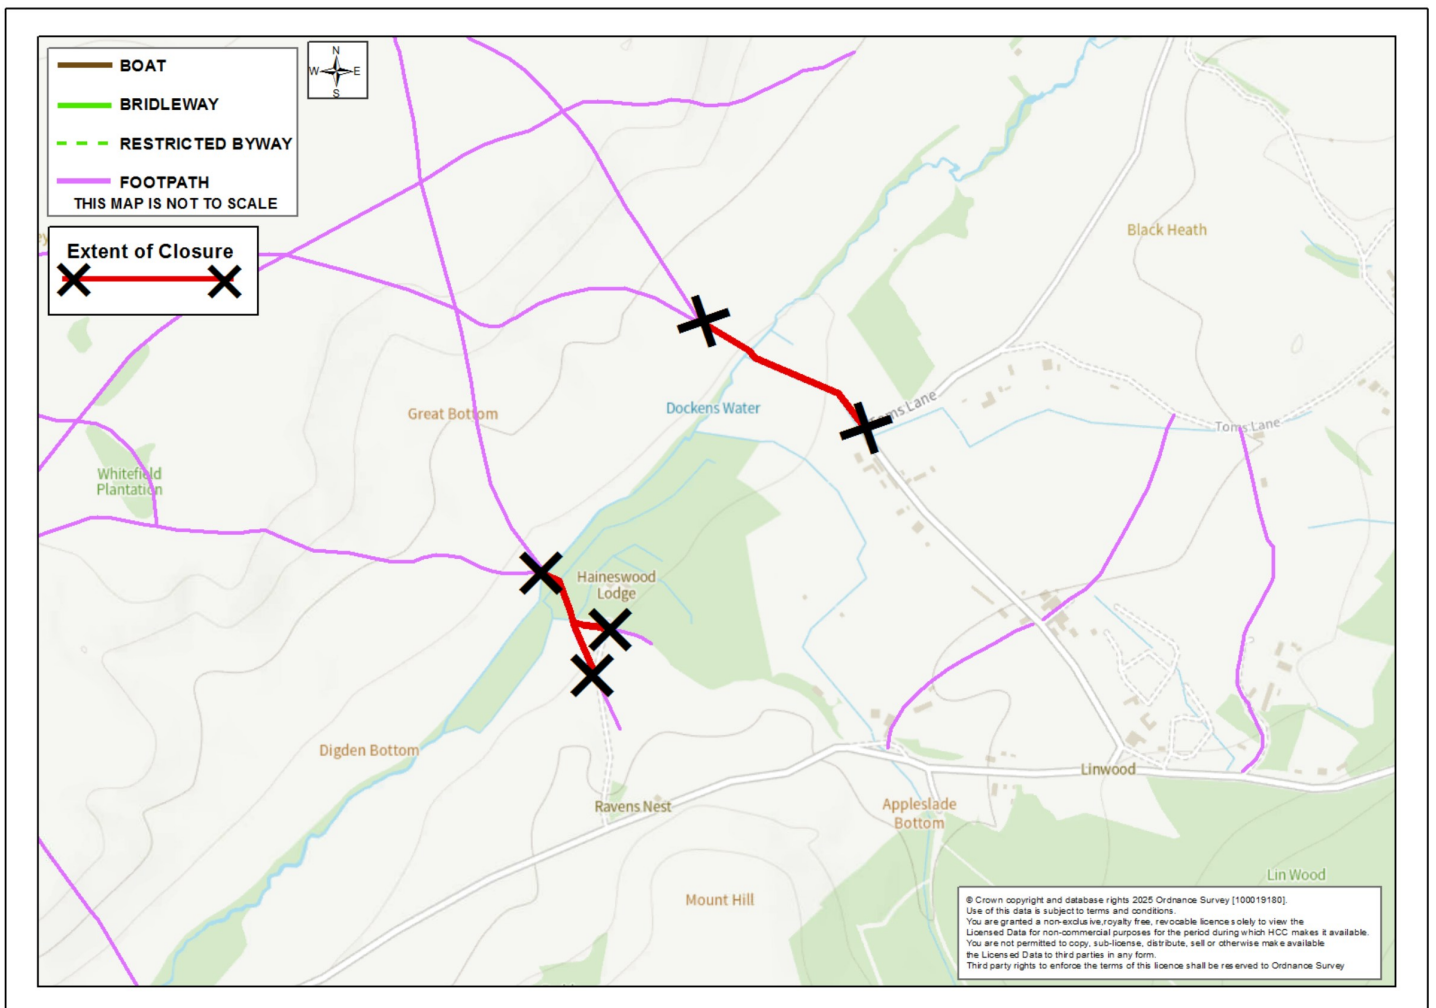 BOAT
BRIDLEWAY
RESTRICTED BYWAY
FOOTPATH
THIS MAP IS NOT TO SCALE
N
W E
S
Extent of Closure
Black Heath
Great Bottom
Dockens Water
Toms Lane
Toms Lane
Whitefield
Plantation
Haineswood
Lodge
Digden Bottom
Ravens Nest
Linwood
Appleslade
Bottom
Mount Hill
Lin Wood
© Crown copyright and database rights 2025 Ordnance Survey [100019180].
Use of this data is subject to terms and conditions.
You are granted a non-exclusive,royalty free, revocable licence solely to view the
Licensed Data for non-commercial purposes for the period during which HCC makes it available.
You are not permitted to copy, sub-license, distribute, sell or otherwise make available
the Licensed Data to third parties in any form.
Third party rights to enforce the terms of this licence shall be reserved to Ordnance Survey